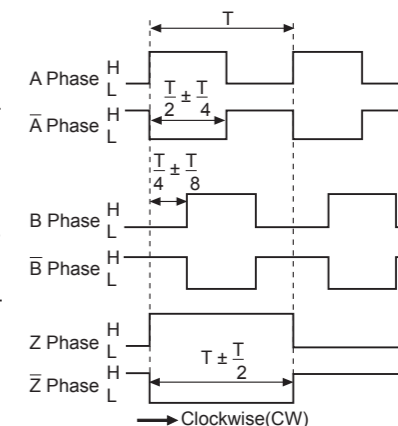 T
A Phase H
L
A̅ Phase H
L
T/2 ± T/4
T/4 ± T/8
B Phase H
L
B̅ Phase H
L
Z Phase H
L
Z̅ Phase H
L
T ± T/2
Clockwise(CW)